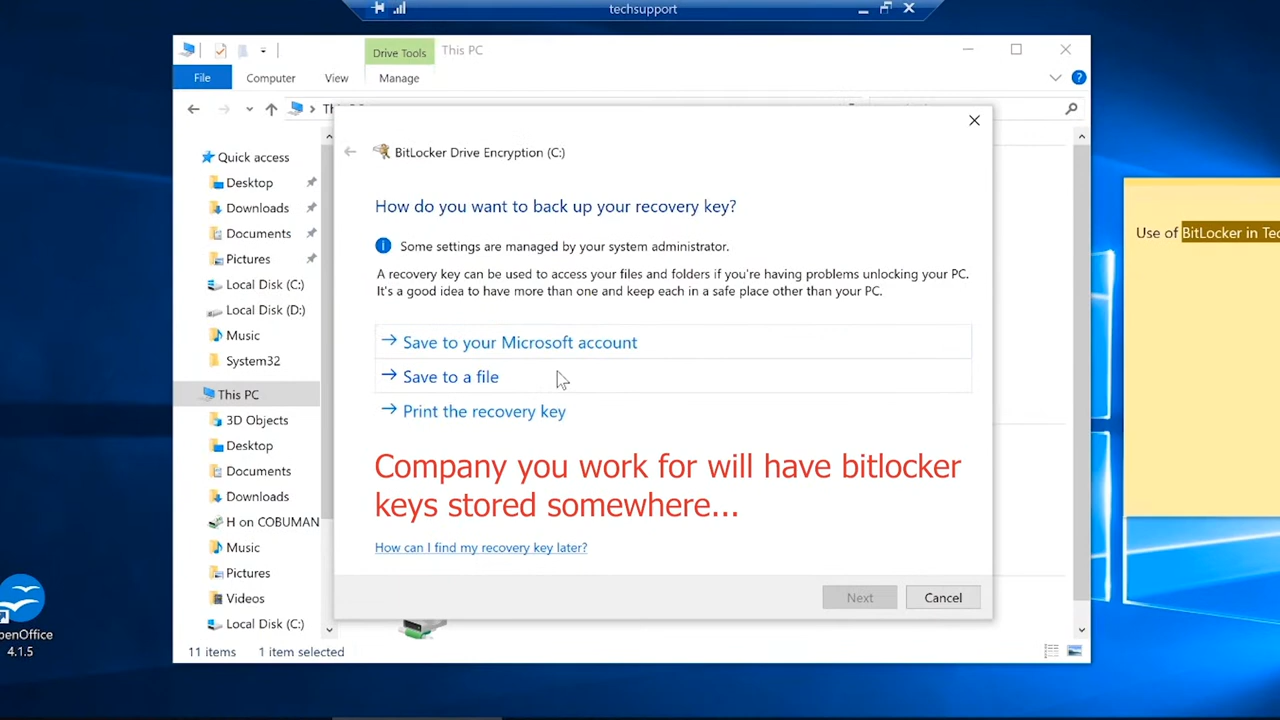 techsupport
Drive Tools
This PC
File
Computer
View
Manage
?
Quick access
Desktop
Downloads
Documents
Pictures
Local Disk (C:)
Local Disk (D:)
Music
System32
This PC
3D Objects
Desktop
Documents
Downloads
H on COBUMAN
Music
Pictures
Videos
Local Disk (C:)
11 items
1 item selected
BitLocker Drive Encryption (C:)
How do you want to back up your recovery key?
Some settings are managed by your system administrator.
A recovery key can be used to access your files and folders if you're having problems unlocking your PC.
It's a good idea to have more than one and keep each in a safe place other than your PC.
Save to your Microsoft account
Save to a file
Print the recovery key
Company you work for will have bitlocker
keys stored somewhere...
How can I find my recovery key later?
Next
Cancel
Use of BitLocker in Tec
penOffice
4.1.5